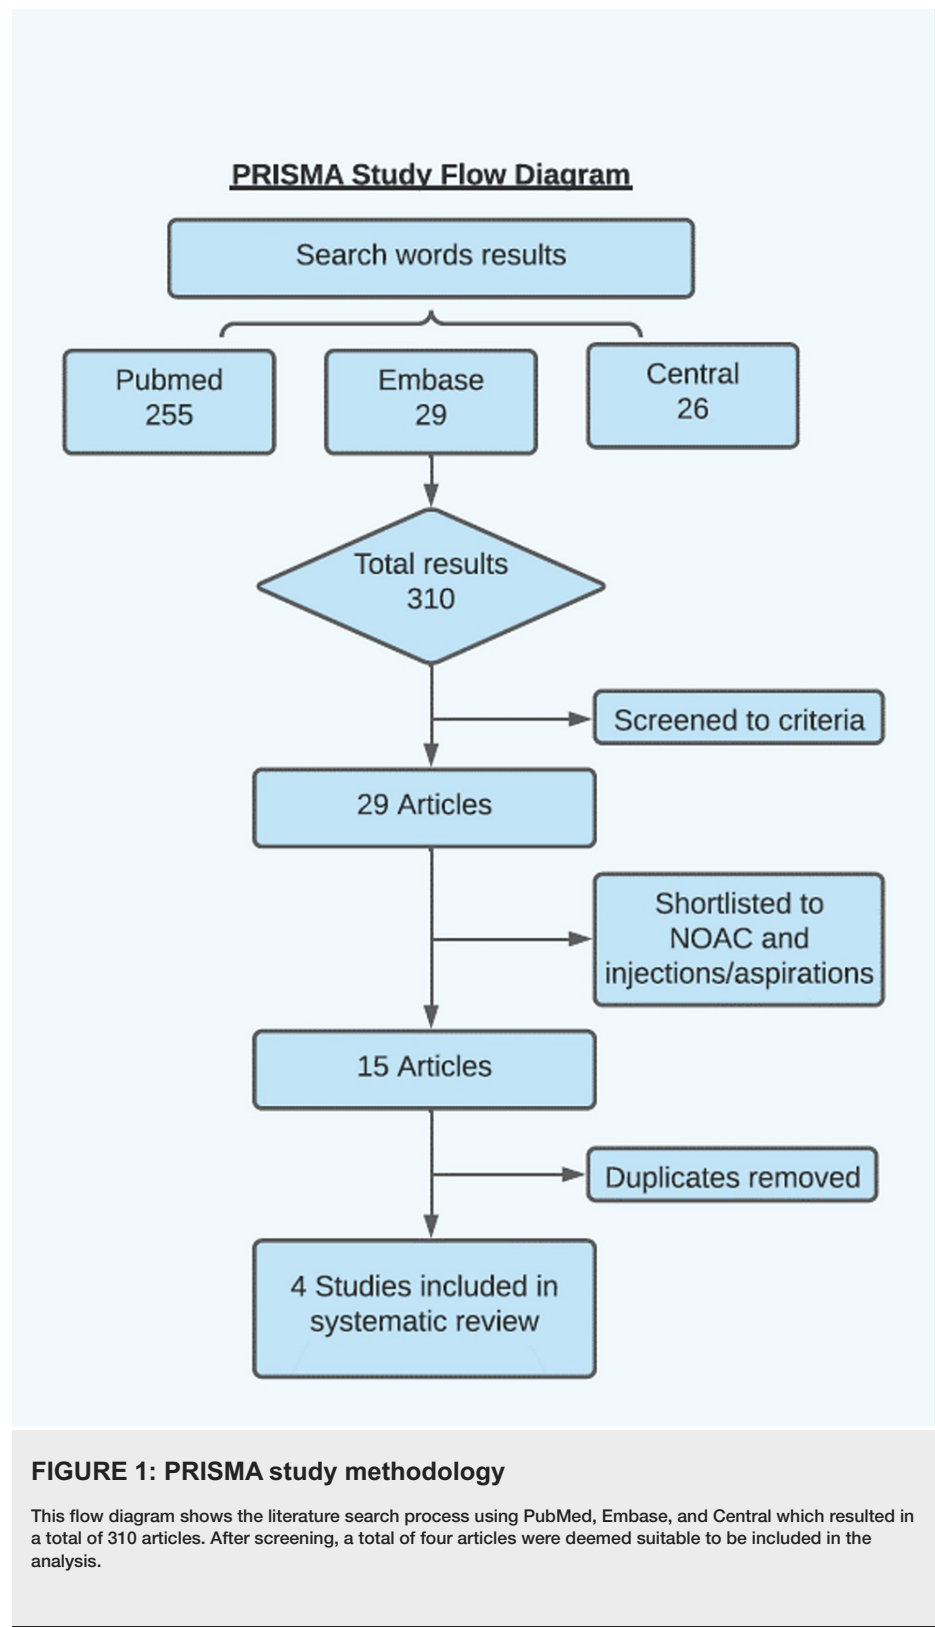 PRISMA Study Flow Diagram
Search words results
Pubmed
255
Embase
29
Central
26
Total results
310
Screened to criteria
29 Articles
Shortlisted to
NOAC and
injections/aspirations
15 Articles
Duplicates removed
4 Studies included in
systematic review
FIGURE 1: PRISMA study methodology
This flow diagram shows the literature search process using PubMed, Embase, and Central which resulted in
a total of 310 articles. After screening, a total of four articles were deemed suitable to be included in the
analysis.